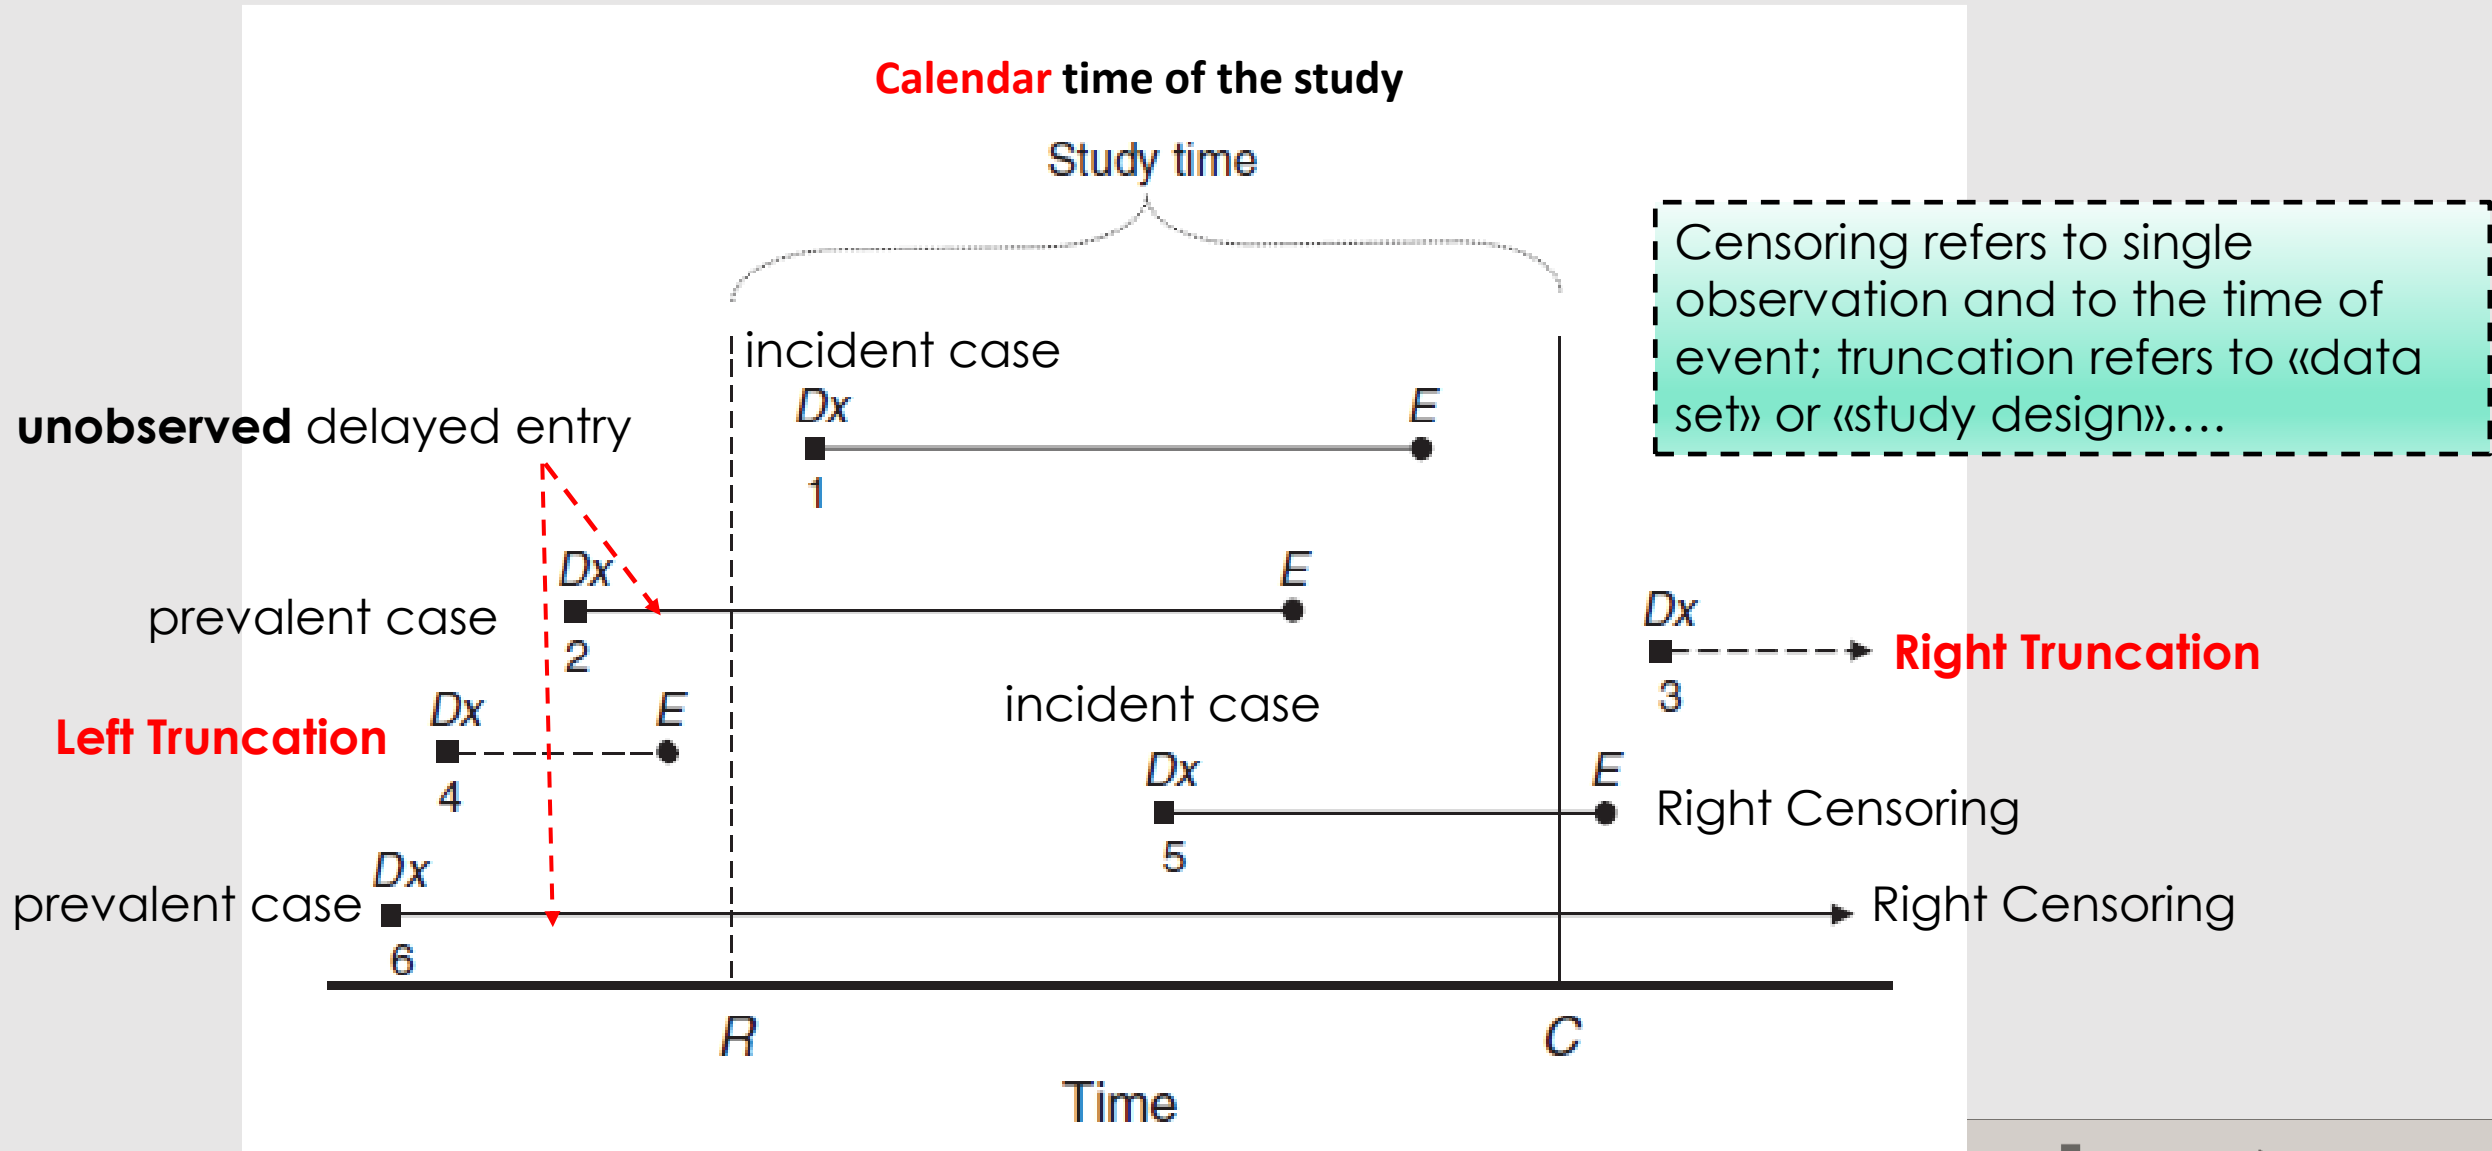 Calendar time of the study
Study time
Censoring refers to single
observation and to the time of
event; truncation refers to «data
set» or «study design»....
incident case
Dx
E
1
unobserved delayed entry
Dx
E
prevalent case
2
Dx
Right Truncation
3
incident case
Dx
E
Left Truncation
4
Dx
E
Right Censoring
5
Dx
prevalent case
Right Censoring
6
R
C
Time